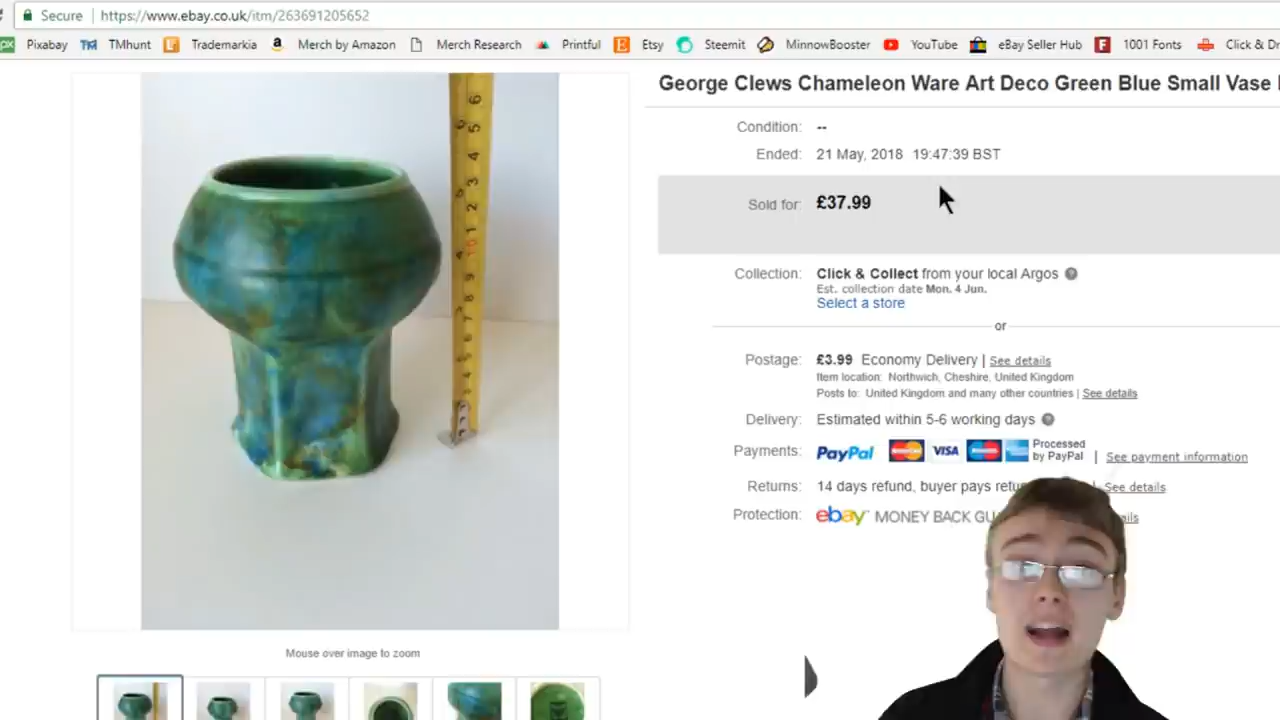 Secure https://www.ebay.co.uk/itm/263691205652
px Pixabay TM TMhunt Trademarkia a Merch by Amazon Merch Research Printful E Etsy Steemit MinnowBooster YouTube eBay Seller Hub F 1001 Fonts Click &
George Clews Chameleon Ware Art Deco Green Blue Small Vase
Condition: --
Ended: 21 May, 2018 19:47:39 BST
Sold for: £37.99
Collection: Click & Collect from your local Argos ?
Est. collection date Mon. 4 Jun.
Select a store
or
Postage: £3.99 Economy Delivery | See details
Item location: Northwich, Cheshire, United Kingdom
Posts to: United Kingdom and many other countries | See details
Delivery: Estimated within 5-6 working days ?
Payments: PayPal MasterCard VISA Processed by PayPal | See payment information
Returns: 14 days refund, buyer pays See details
Protection: ebay MONEY BACK
Mouse over image to zoom